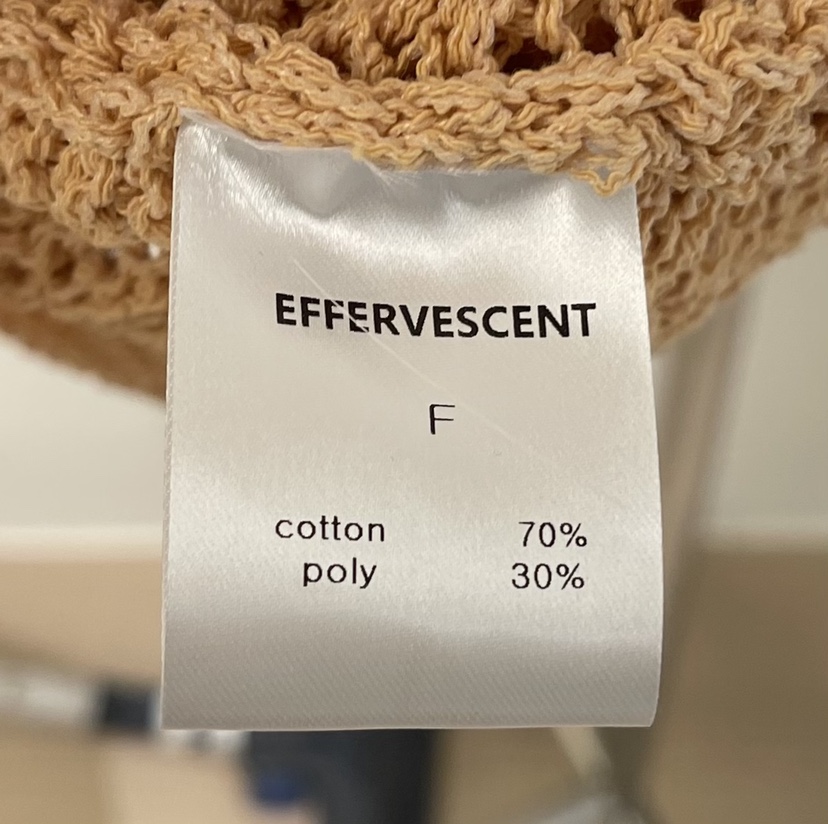 EFFERVESCENT
F
cotton 70%
poly 30%